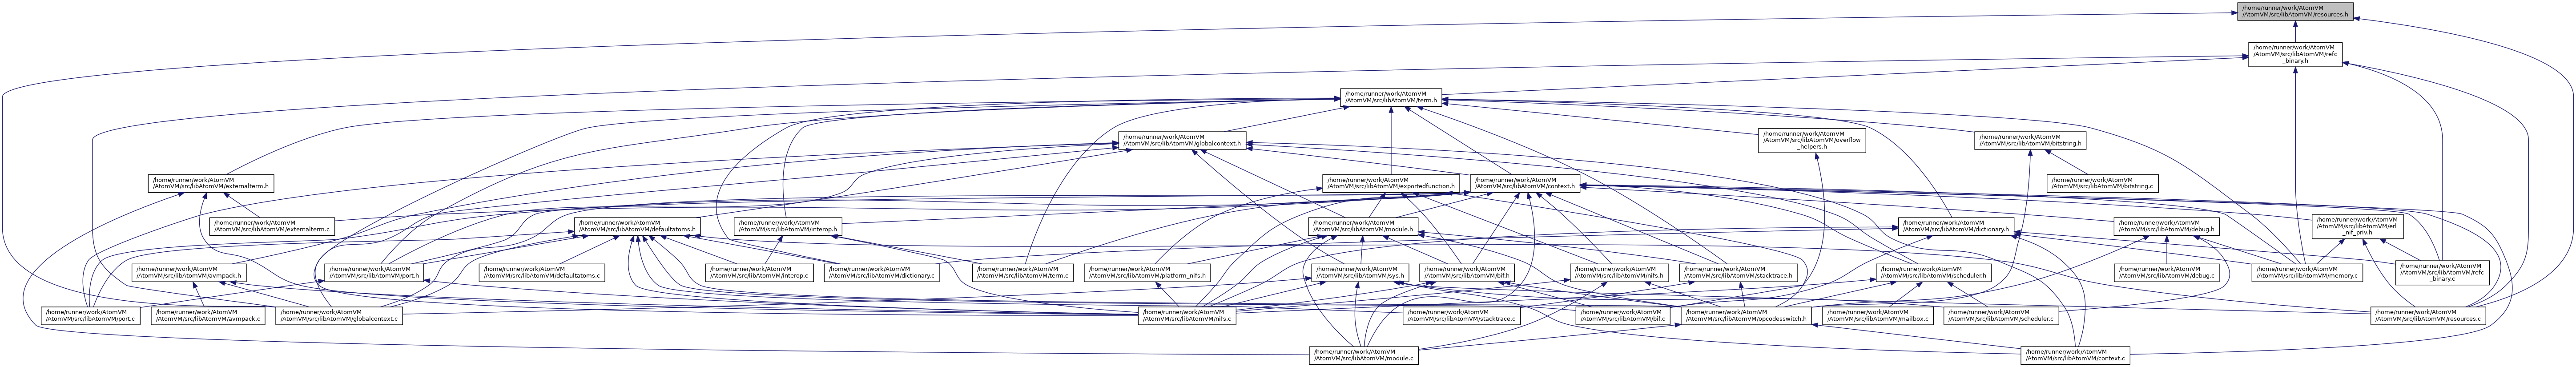 /home/runner/work/AtomVM
/AtomVM/src/libAtomVM/resources.h
/home/runner/work/AtomVM
/AtomVM/src/libAtomVM/refc
_binary.h
/home/runner/work/AtomVM
/AtomVM/src/libAtomVM/term.h
/home/runner/work/AtomVM
/AtomVM/src/libAtomVM/globalcontext.h
/home/runner/work/AtomVM
/AtomVM/src/libAtomVM/overflow
_helpers.h
/home/runner/work/AtomVM
/AtomVM/src/libAtomVM/bitstring.h
/home/runner/work/AtomVM
/AtomVM/src/libAtomVM/externalterm.h
/home/runner/work/AtomVM
/AtomVM/src/libAtomVM/exportedfunction.h
/home/runner/work/AtomVM
/AtomVM/src/libAtomVM/context.h
/home/runner/work/AtomVM
/AtomVM/src/libAtomVM/bitstring.c
/home/runner/work/AtomVM
/AtomVM/src/libAtomVM/externalterm.c
/home/runner/work/AtomVM
/AtomVM/src/libAtomVM/defaultatoms.h
/home/runner/work/AtomVM
/AtomVM/src/libAtomVM/interop.h
/home/runner/work/AtomVM
/AtomVM/src/libAtomVM/module.h
/home/runner/work/AtomVM
/AtomVM/src/libAtomVM/dictionary.h
/home/runner/work/AtomVM
/AtomVM/src/libAtomVM/debug.h
/home/runner/work/AtomVM
/AtomVM/src/libAtomVM/erl
_nif_priv.h
/home/runner/work/AtomVM
/AtomVM/src/libAtomVM/avmpack.h
/home/runner/work/AtomVM
/AtomVM/src/libAtomVM/port.h
/home/runner/work/AtomVM
/AtomVM/src/libAtomVM/defaultatoms.c
/home/runner/work/AtomVM
/AtomVM/src/libAtomVM/interop.c
/home/runner/work/AtomVM
/AtomVM/src/libAtomVM/dictionary.c
/home/runner/work/AtomVM
/AtomVM/src/libAtomVM/term.c
/home/runner/work/AtomVM
/AtomVM/src/libAtomVM/platform_nifs.h
/home/runner/work/AtomVM
/AtomVM/src/libAtomVM/sys.h
/home/runner/work/AtomVM
/AtomVM/src/libAtomVM/bif.h
/home/runner/work/AtomVM
/AtomVM/src/libAtomVM/nifs.h
/home/runner/work/AtomVM
/AtomVM/src/libAtomVM/stacktrace.h
/home/runner/work/AtomVM
/AtomVM/src/libAtomVM/scheduler.h
/home/runner/work/AtomVM
/AtomVM/src/libAtomVM/debug.c
/home/runner/work/AtomVM
/AtomVM/src/libAtomVM/memory.c
/home/runner/work/AtomVM
/AtomVM/src/libAtomVM/refc
_binary.c
/home/runner/work/AtomVM
/AtomVM/src/libAtomVM/port.c
/home/runner/work/AtomVM
/AtomVM/src/libAtomVM/avmpack.c
/home/runner/work/AtomVM
/AtomVM/src/libAtomVM/globalcontext.c
/home/runner/work/AtomVM
/AtomVM/src/libAtomVM/nifs.c
/home/runner/work/AtomVM
/AtomVM/src/libAtomVM/stacktrace.c
/home/runner/work/AtomVM
/AtomVM/src/libAtomVM/bif.c
/home/runner/work/AtomVM
/AtomVM/src/libAtomVM/opcodesswitch.h
/home/runner/work/AtomVM
/AtomVM/src/libAtomVM/mailbox.c
/home/runner/work/AtomVM
/AtomVM/src/libAtomVM/scheduler.c
/home/runner/work/AtomVM
/AtomVM/src/libAtomVM/resources.c
/home/runner/work/AtomVM
/AtomVM/src/libAtomVM/module.c
/home/runner/work/AtomVM
/AtomVM/src/libAtomVM/context.c